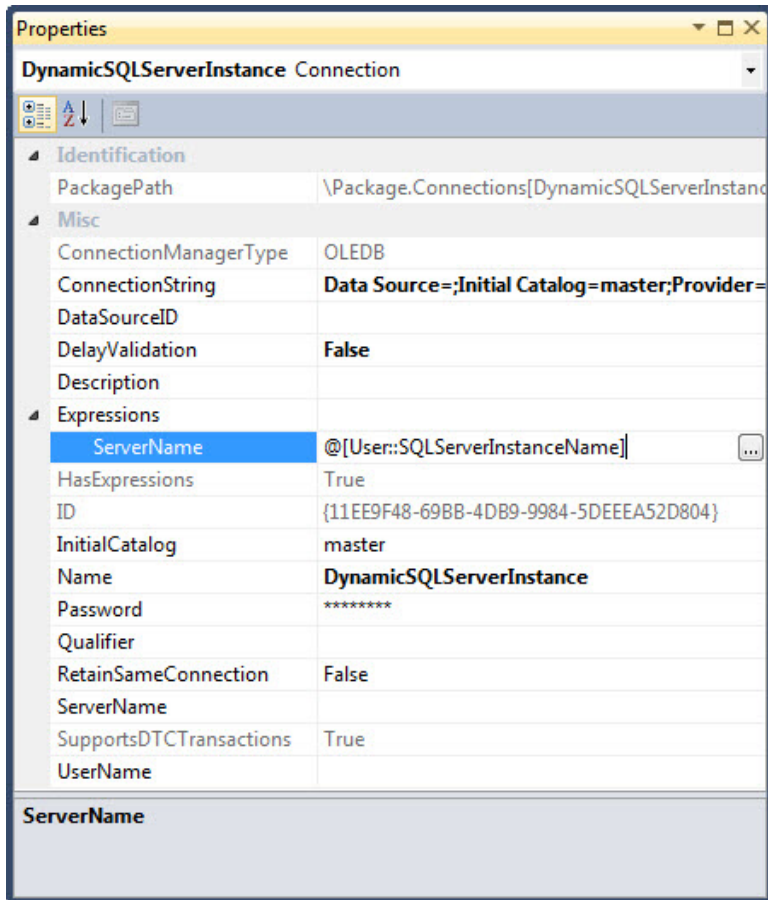 Properties
DynamicSQLServerInstance Connection
Identification
PackagePath \Package.Connections[DynamicSQLServerInstanc
Misc
ConnectionManagerType OLEDB
ConnectionString Data Source=;Initial Catalog=master;Provider=
DataSourceID
DelayValidation False
Description
Expressions
ServerName @[User::SQLServerInstanceName] ...
HasExpressions True
ID {11EE9F48-69BB-4DB9-9984-5DEEEA52D804}
InitialCatalog master
Name DynamicSQLServerInstance
Password ********
Qualifier
RetainSameConnection False
ServerName
SupportsDTCTransactions True
UserName
ServerName